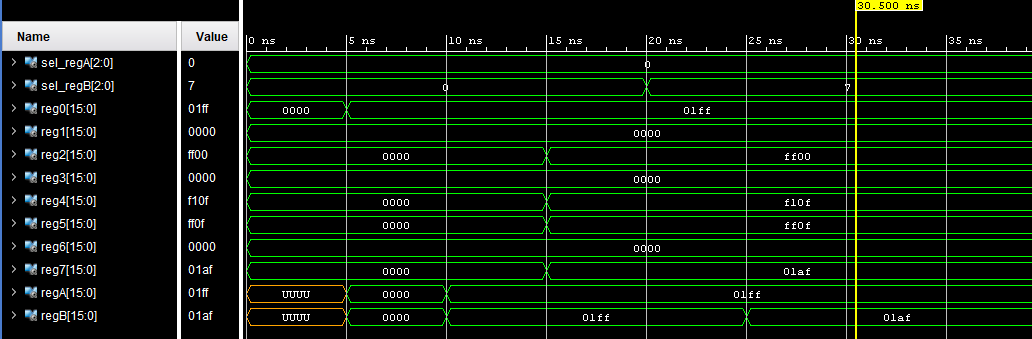 30.500 ns
Name Value 0 ns 5 ns 10 ns 15 ns 20 ns 25 ns 30 ns 35 ns
sel_regA[2:0] 0 0
sel_regB[2:0] 7 0 7
reg0[15:0] 01ff 0000 01ff
reg1[15:0] 0000 0000
reg2[15:0] ff00 0000 ff00
reg3[15:0] 0000 0000
reg4[15:0] f10f 0000 f10f
reg5[15:0] ff0f 0000 ff0f
reg6[15:0] 0000 0000
reg7[15:0] 01af 0000 01af
regA[15:0] 01ff UUUU 0000 01ff
regB[15:0] 01af UUUU 0000 01ff 01af